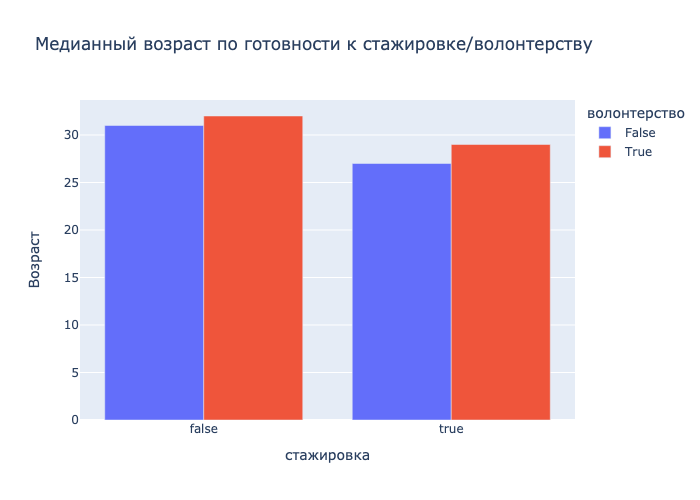 Медианный возраст по готовности к стажировке/волонтерству
волонтерство
False
True
Возраст
30
25
20
15
10
5
0
false
true
стажировка